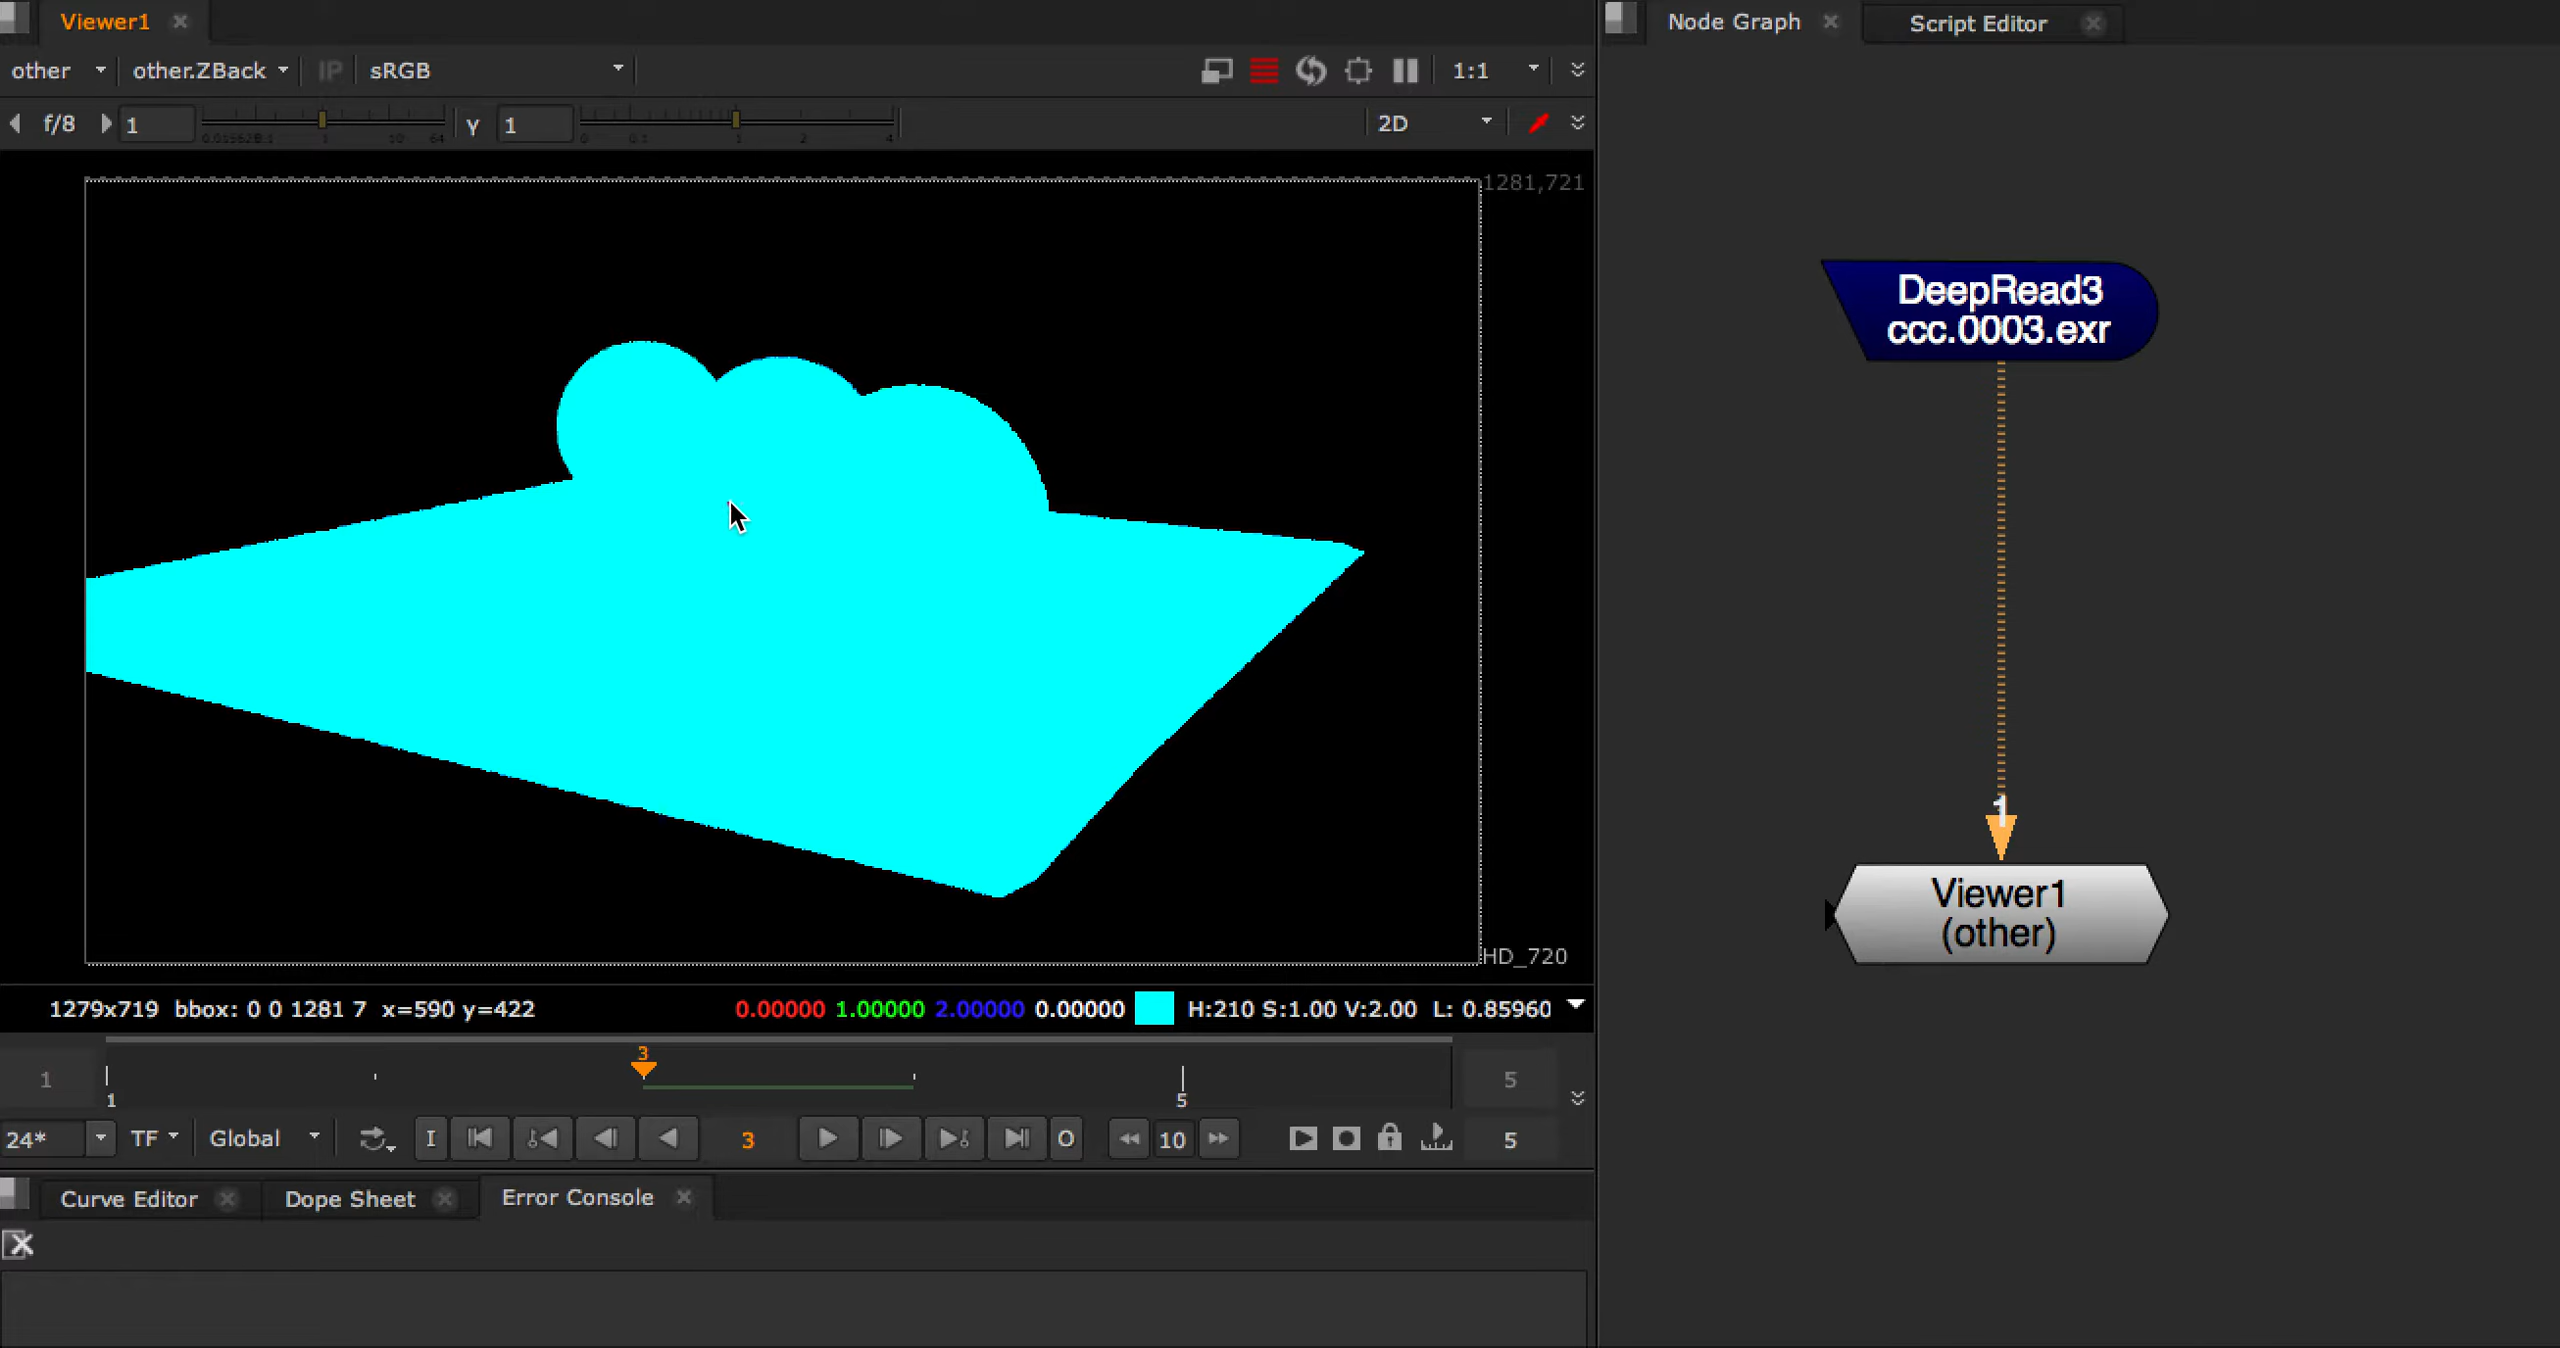 Viewer1
other other.ZBack IP sRGB 1:1
f/8 1 γ 1 2D
1281,721
HD_720
1279x719 bbox: 0 0 1281 7 x=590 y=422 0.00000 1.00000 2.00000 0.00000 H:210 S:1.00 V:2.00 L: 0.85960
3
1 5
1 5
24* TF Global I 3 O 10 5
Curve Editor Dope Sheet Error Console
Node Graph Script Editor
DeepRead3
ccc.0003.exr
1
Viewer1
(other)